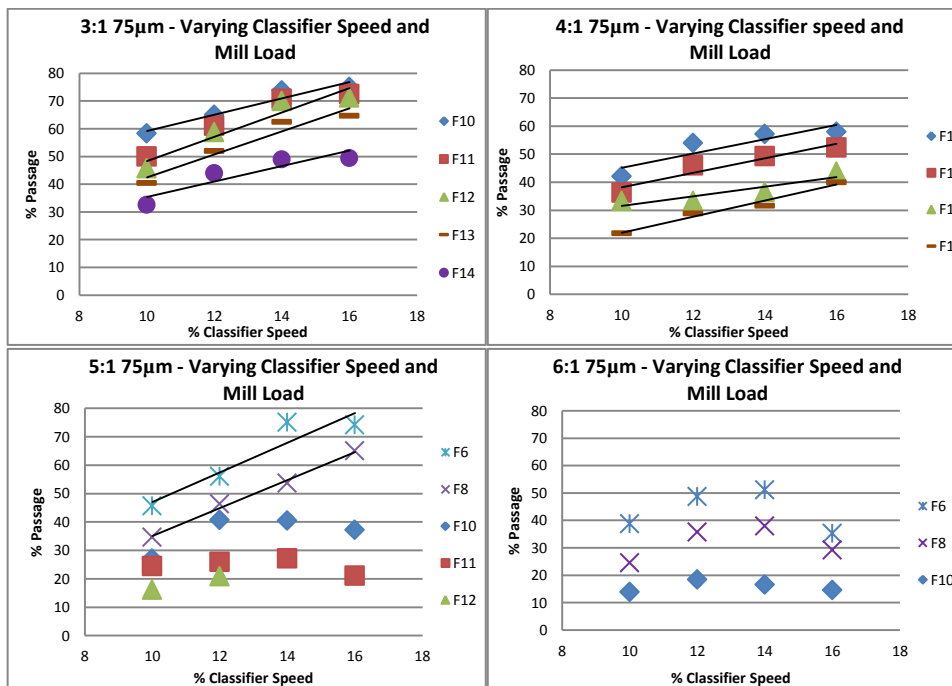 3:1 75µm - Varying Classifier Speed and
Mill Load
80
70
60
50
40
30
20
10
0
8
10
12
14
16
18
% Passage
% Classifier Speed
F10
F11
F12
F13
F14
4:1 75µm - Varying Classifier speed and
Mill Load
80
70
60
50
40
30
20
10
0
8
10
12
14
16
18
% Passage
% Classifier Speed
F1
F1
F1
F1
5:1 75µm - Varying Classifier Speed and
Mill Load
80
70
60
50
40
30
20
10
0
8
10
12
14
16
18
% Passage
% Classifier Speed
F6
F8
F10
F11
F12
6:1 75µm - Varying Classifier Speed and
Mill Load
80
70
60
50
40
30
20
10
0
8
10
12
14
16
18
% Passage
% Classifier Speed
F6
F8
F10